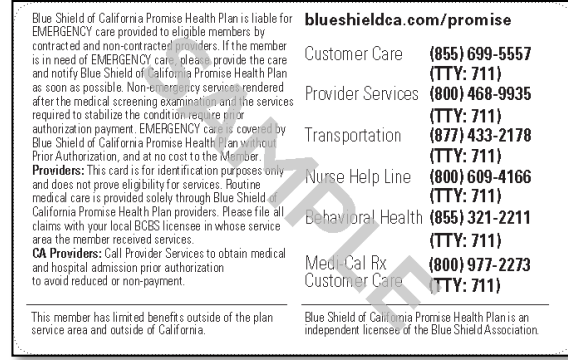 Blue Shield of California Promise Health Plan is liable for
EMERGENCY care provided to eligible members by
contracted and non-contracted providers. If the member
is in need of EMERGENCY care, please provide the care
and notify Blue Shield of California Promise Health Plan
as soon as possible. Non-emergency services rendered
after the medical screening examination and the services
required to stabilize the condition require prior
authorization payment. EMERGENCY care is covered by
Blue Shield of California Promise Health Plan without
Prior Authorization, and at no cost to the Member.
Providers: This card is for identification purposes only
and does not prove eligibility for services. Routine
medical care is provided solely through Blue Shield of
California Promise Health Plan providers. Please file all
claims with your local BCBS licensee in whose service
area the member received services.
CA Providers: Call Provider Services to obtain medical
and hospital admission prior authorization
to avoid reduced or non-payment.
This member has limited benefits outside of the plan
service area and outside of California.
blueshieldca.com/promise
Customer Care (855) 699-5557
(TTY: 711)
Provider Services (800) 468-9935
(TTY: 711)
Transportation (877) 433-2178
(TTY: 711)
Nurse Help Line (800) 609-4166
(TTY: 711)
Behavioral Health (855) 321-2211
(TTY: 711)
Medi-Cal Rx (800) 977-2273
Customer Care (TTY: 711)
Blue Shield of California Promise Health Plan is an
independent licensee of the Blue Shield Association.
SAMPLE